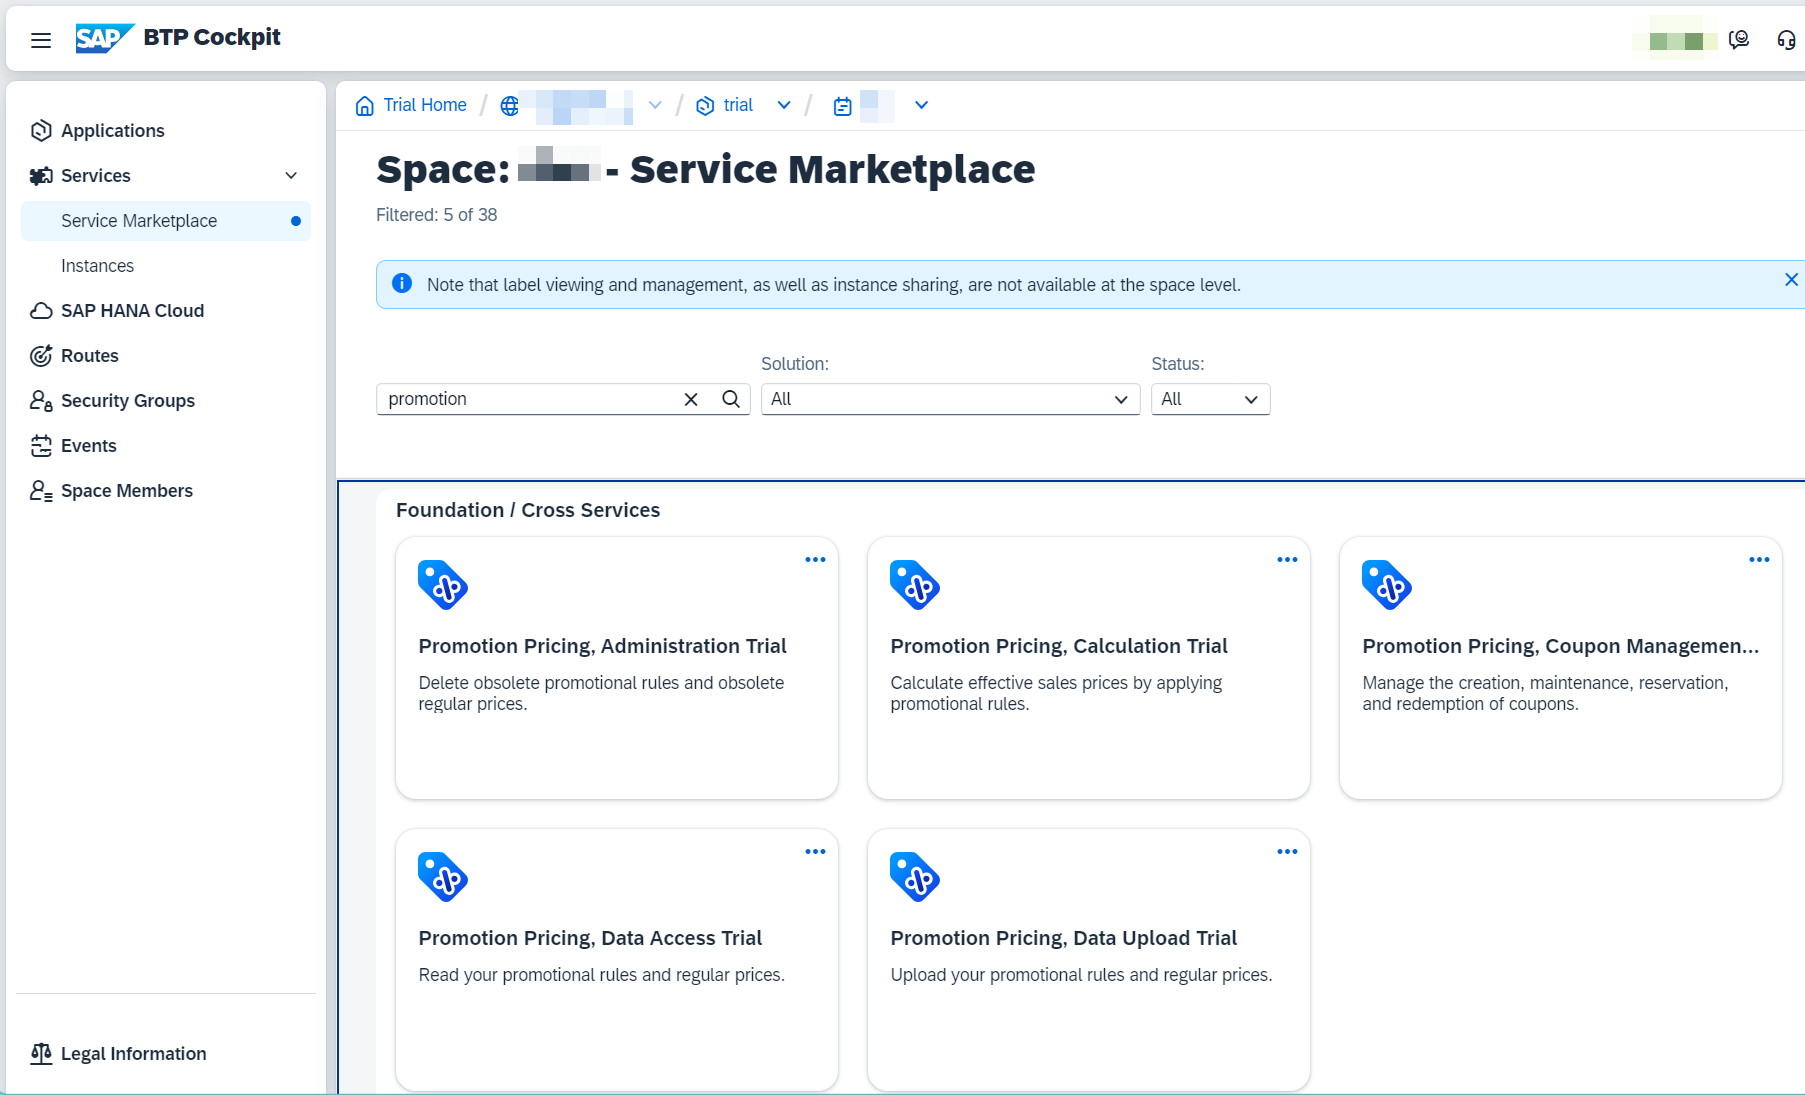 SAP BTP Cockpit
Applications
Services
Service Marketplace
Instances
SAP HANA Cloud
Routes
Security Groups
Events
Space Members
Legal Information
Trial Home / / trial /
Space: - Service Marketplace
Filtered: 5 of 38
Note that label viewing and management, as well as instance sharing, are not available at the space level.
Solution:
Status:
promotion
All
All
Foundation / Cross Services
Promotion Pricing, Administration Trial
Delete obsolete promotional rules and obsolete
regular prices.
Promotion Pricing, Calculation Trial
Calculate effective sales prices by applying
promotional rules.
Promotion Pricing, Coupon Managemen...
Manage the creation, maintenance, reservation,
and redemption of coupons.
Promotion Pricing, Data Access Trial
Read your promotional rules and regular prices.
Promotion Pricing, Data Upload Trial
Upload your promotional rules and regular prices.